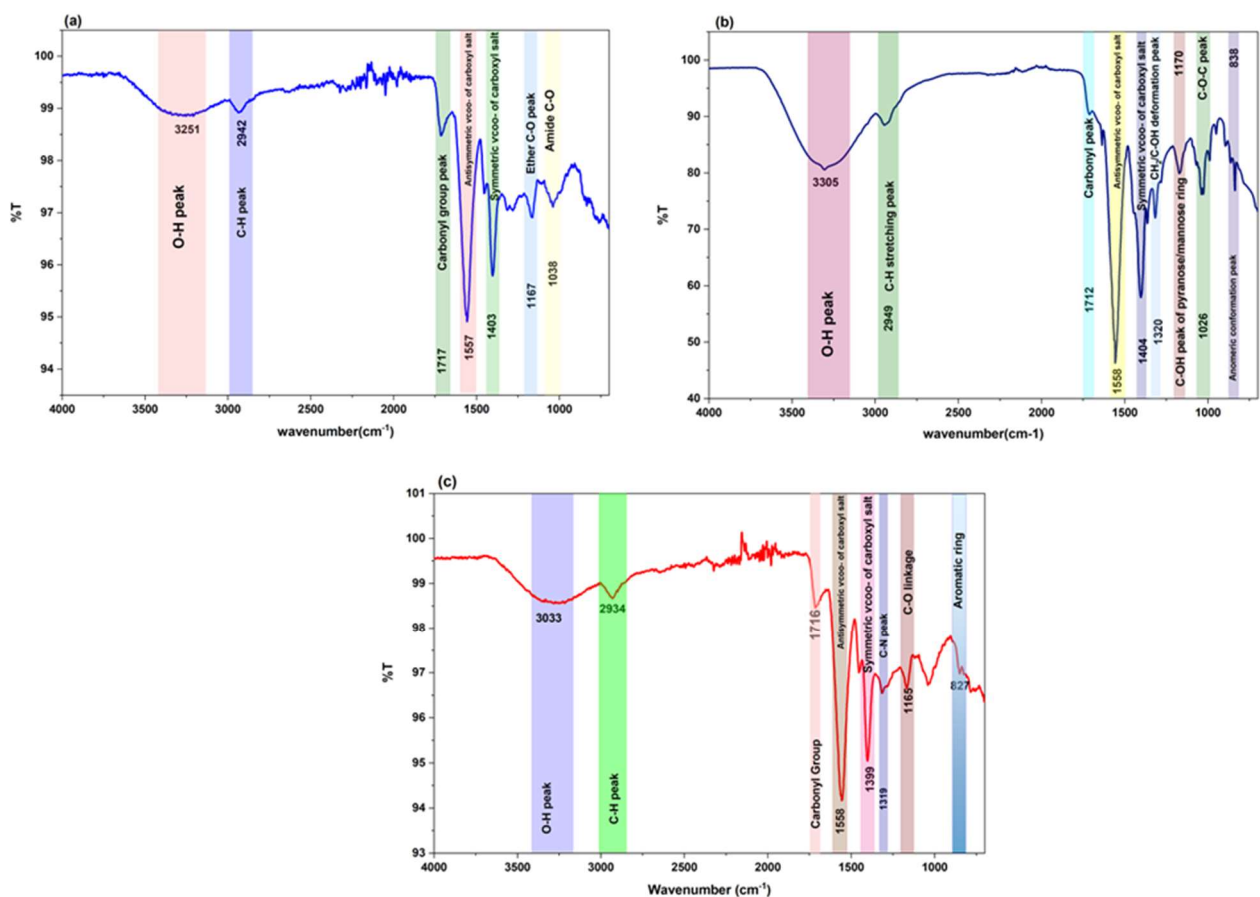 (a)
100
99
98
97
96
95
94
%T
3251
O-H peak
2942
C-H peak
Carbonyl group peak
1717
Antisymmetric vcoo- of carboxyl salt
1557
Symmetric vcoo- of carboxyl salt
1403
Ether C-O peak
1167
Amide C-O
1038
4000 3500 3000 2500 2000 1500 1000
wavenumber(cm-1)
(b)
100
90
80
70
60
50
40
%T
3305
O-H peak
C-H stretching peak
2949
Carbonyl peak
1712
Antisymmetric vcoo- of carboxyl salt
1558
Symmetric vcoo- of carboxyl salt
1404
CH2/C-OH deformation peak
1320
1170
C-OH peak of pyranose/mannose ring
C-O-C peak
1026
838
Anomeric conformation peak
4000 3500 3000 2500 2000 1500 1000
wavenumber(cm-1)
(c)
101
100
99
98
97
96
95
94
93
%T
3033
O-H peak
2934
C-H peak
1716
Carbonyl Group
Antisymmetric vcoo- of carboxyl salt
1558
Symmetric vcoo- of carboxyl salt
1399
C-N peak
1319
C-O linkage
1165
Aromatic ring
827
4000 3500 3000 2500 2000 1500 1000
Wavenumber (cm-1)